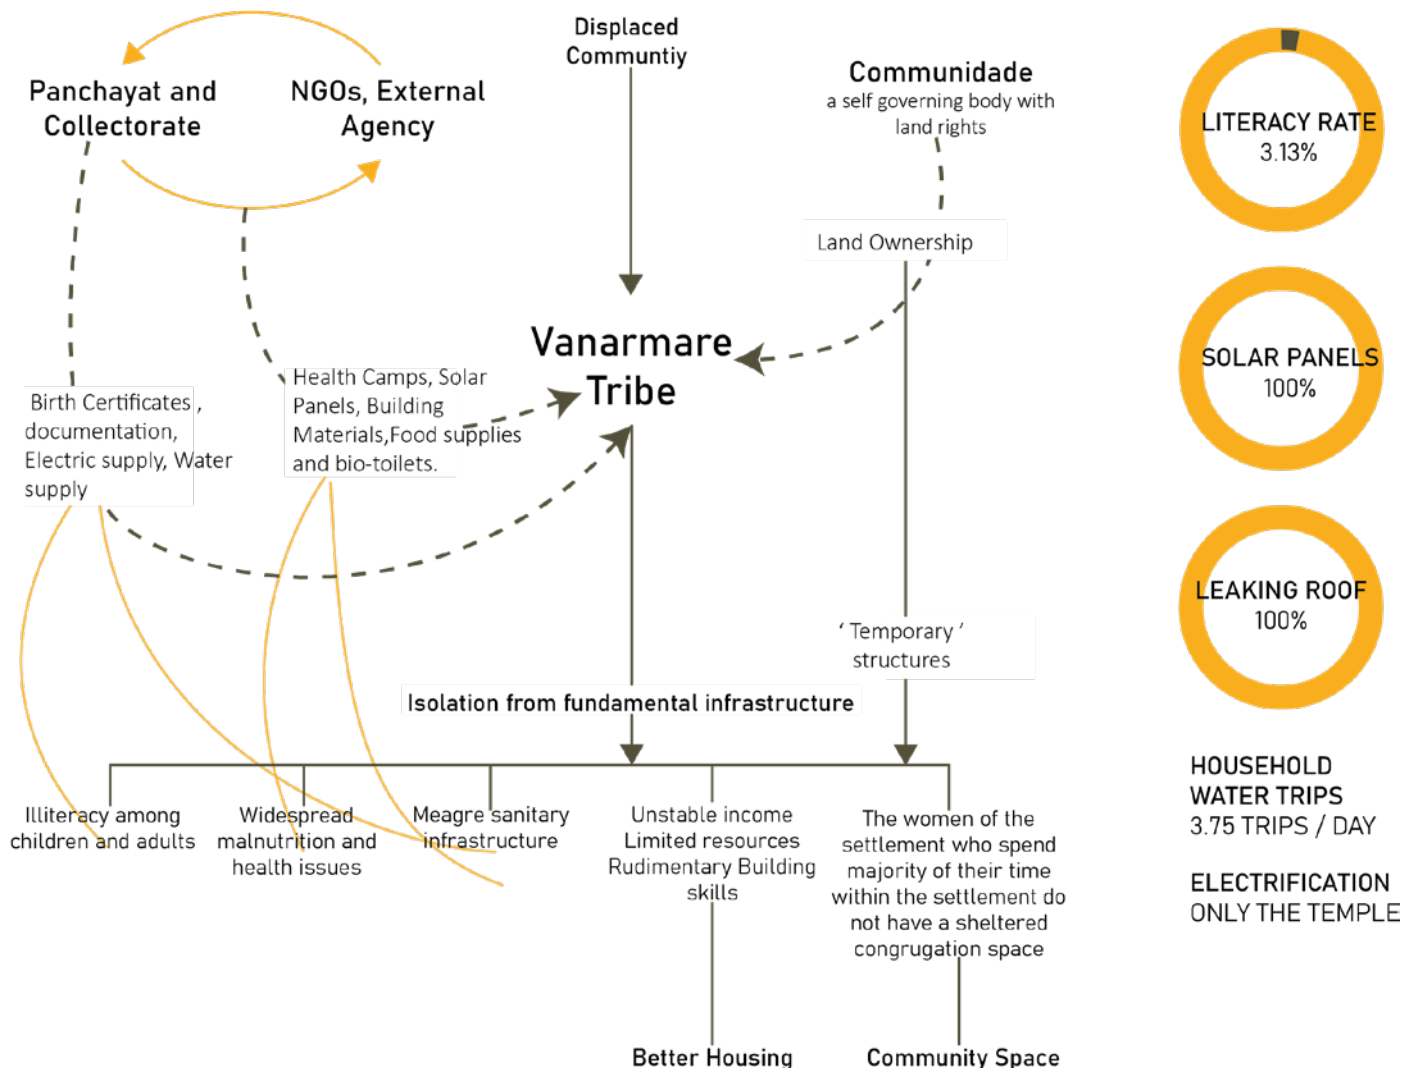 Displaced
Communtiy
Panchayat and
Collectorate
NGOs, External
Agency
Communidade
a self governing body with
land rights
Land Ownership
Vanarmare
Tribe
Birth Certificates ,
documentation,
Electric supply, Water
supply
Health Camps, Solar
Panels, Building
Materials,Food supplies
and bio-toilets.
‘ Temporary ’
structures
Isolation from fundamental infrastructure
Illiteracy among
children and adults
Widespread
malnutrition and
health issues
Meagre sanitary
infrastructure
Unstable income
Limited resources
Rudimentary Building
skills
The women of the
settlement who spend
majority of their time
within the settlement do
not have a sheltered
congrugation space
Better Housing
Community Space
LITERACY RATE
3.13%
SOLAR PANELS
100%
LEAKING ROOF
100%
HOUSEHOLD
WATER TRIPS
3.75 TRIPS / DAY
ELECTRIFICATION
ONLY THE TEMPLE